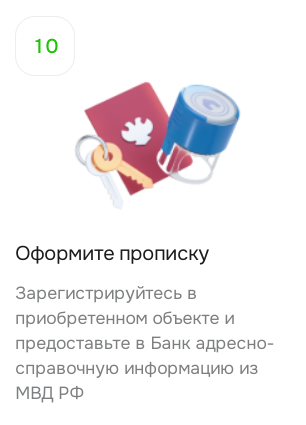 10
Оформите прописку
Зарегистрируйтесь в
приобретенном объекте и
предоставьте в Банк адресно-
справочную информацию из
МВД РФ